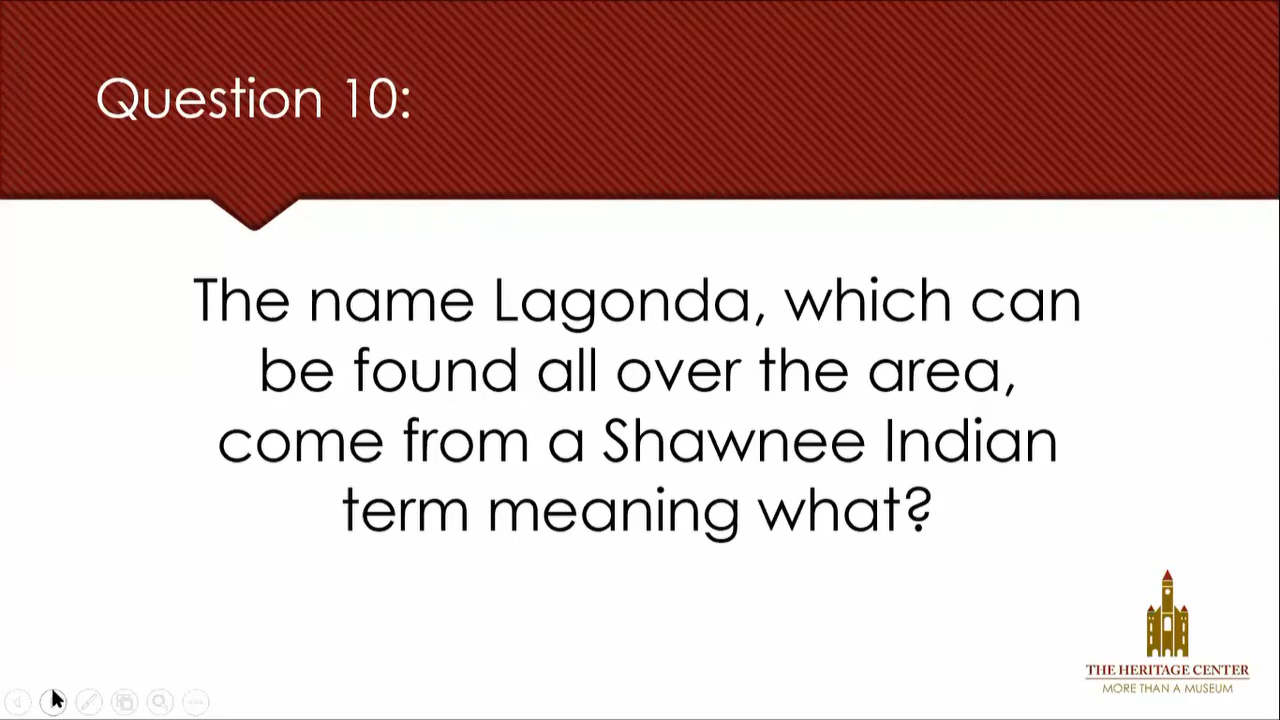 Question 10:
The name Lagonda, which can
be found all over the area,
come from a Shawnee Indian
term meaning what?
THE HERITAGE CENTER
MORE THAN A MUSEUM